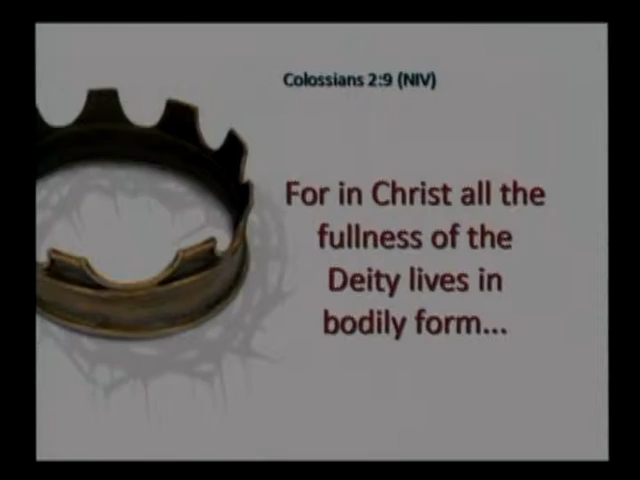 Colossians 2:9 (NIV)
For in Christ all the
fullness of the
Deity lives in
bodily form...